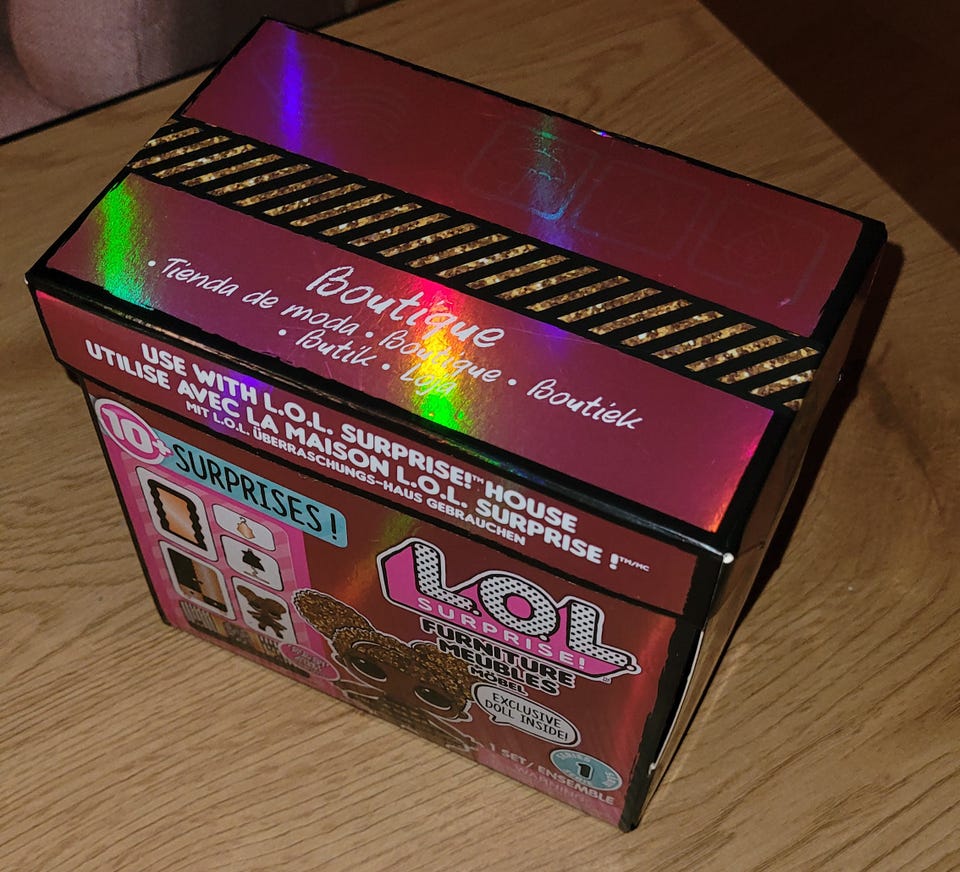 Boutique
• Tienda de moda • Boutique • Boutiek
• Butik • Loja
USE WITH L.O.L. SURPRISE!™ HOUSE
UTILISE AVEC LA MAISON L.O.L. SURPRISE !™/MC
MIT L.O.L. ÜBERRASCHUNGS-HAUS GEBRAUCHEN
10+
SURPRISES!
L.O.L.
SURPRISE!
FURNITURE
MEUBLES
MÖBEL
EXCLUSIVE
DOLL INSIDE!
1
1 SET/ ENSEMBLE
WARNING: